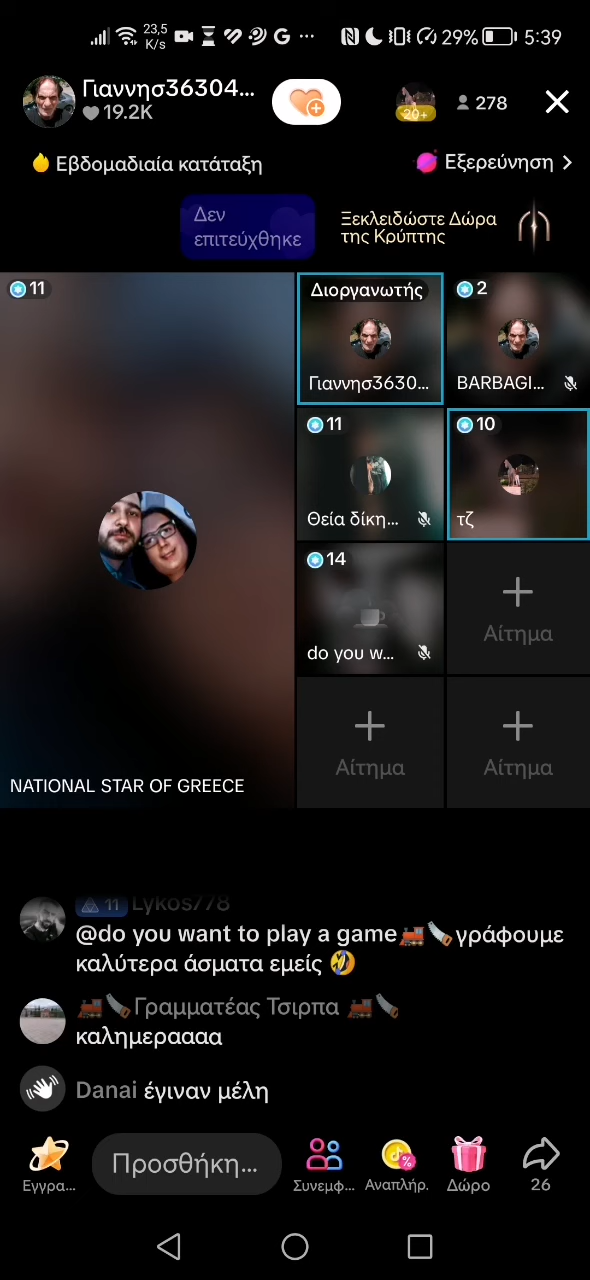 23,5
K/s
29%
5:39
Γιαννησ36304...
19.2K
20+
278
Εβδομαδιαία κατάταξη
Εξερεύνηση
Δεν
επιτεύχθηκε
Ξεκλειδώστε Δώρα
της Κρύπτης
11
NATIONAL STAR OF GREECE
Διοργανωτής
Γιαννησ3630...
2
BARBAGI...
11
Θεία δίκη...
10
τζ
14
do you w...
Αίτημα
Αίτημα
Αίτημα
11 Lykos778
@do you want to play a game🚂🪚γράφουμε
καλύτερα άσματα εμείς 🤣
🚂🪚Γραμματέας Τσιρπα 🚂🪚
καλημεραααα
Danai έγιναν μέλη
Εγγρα...
Προσθήκη...
Συνεμφ...
Αναπλήρ.
Δώρο
26